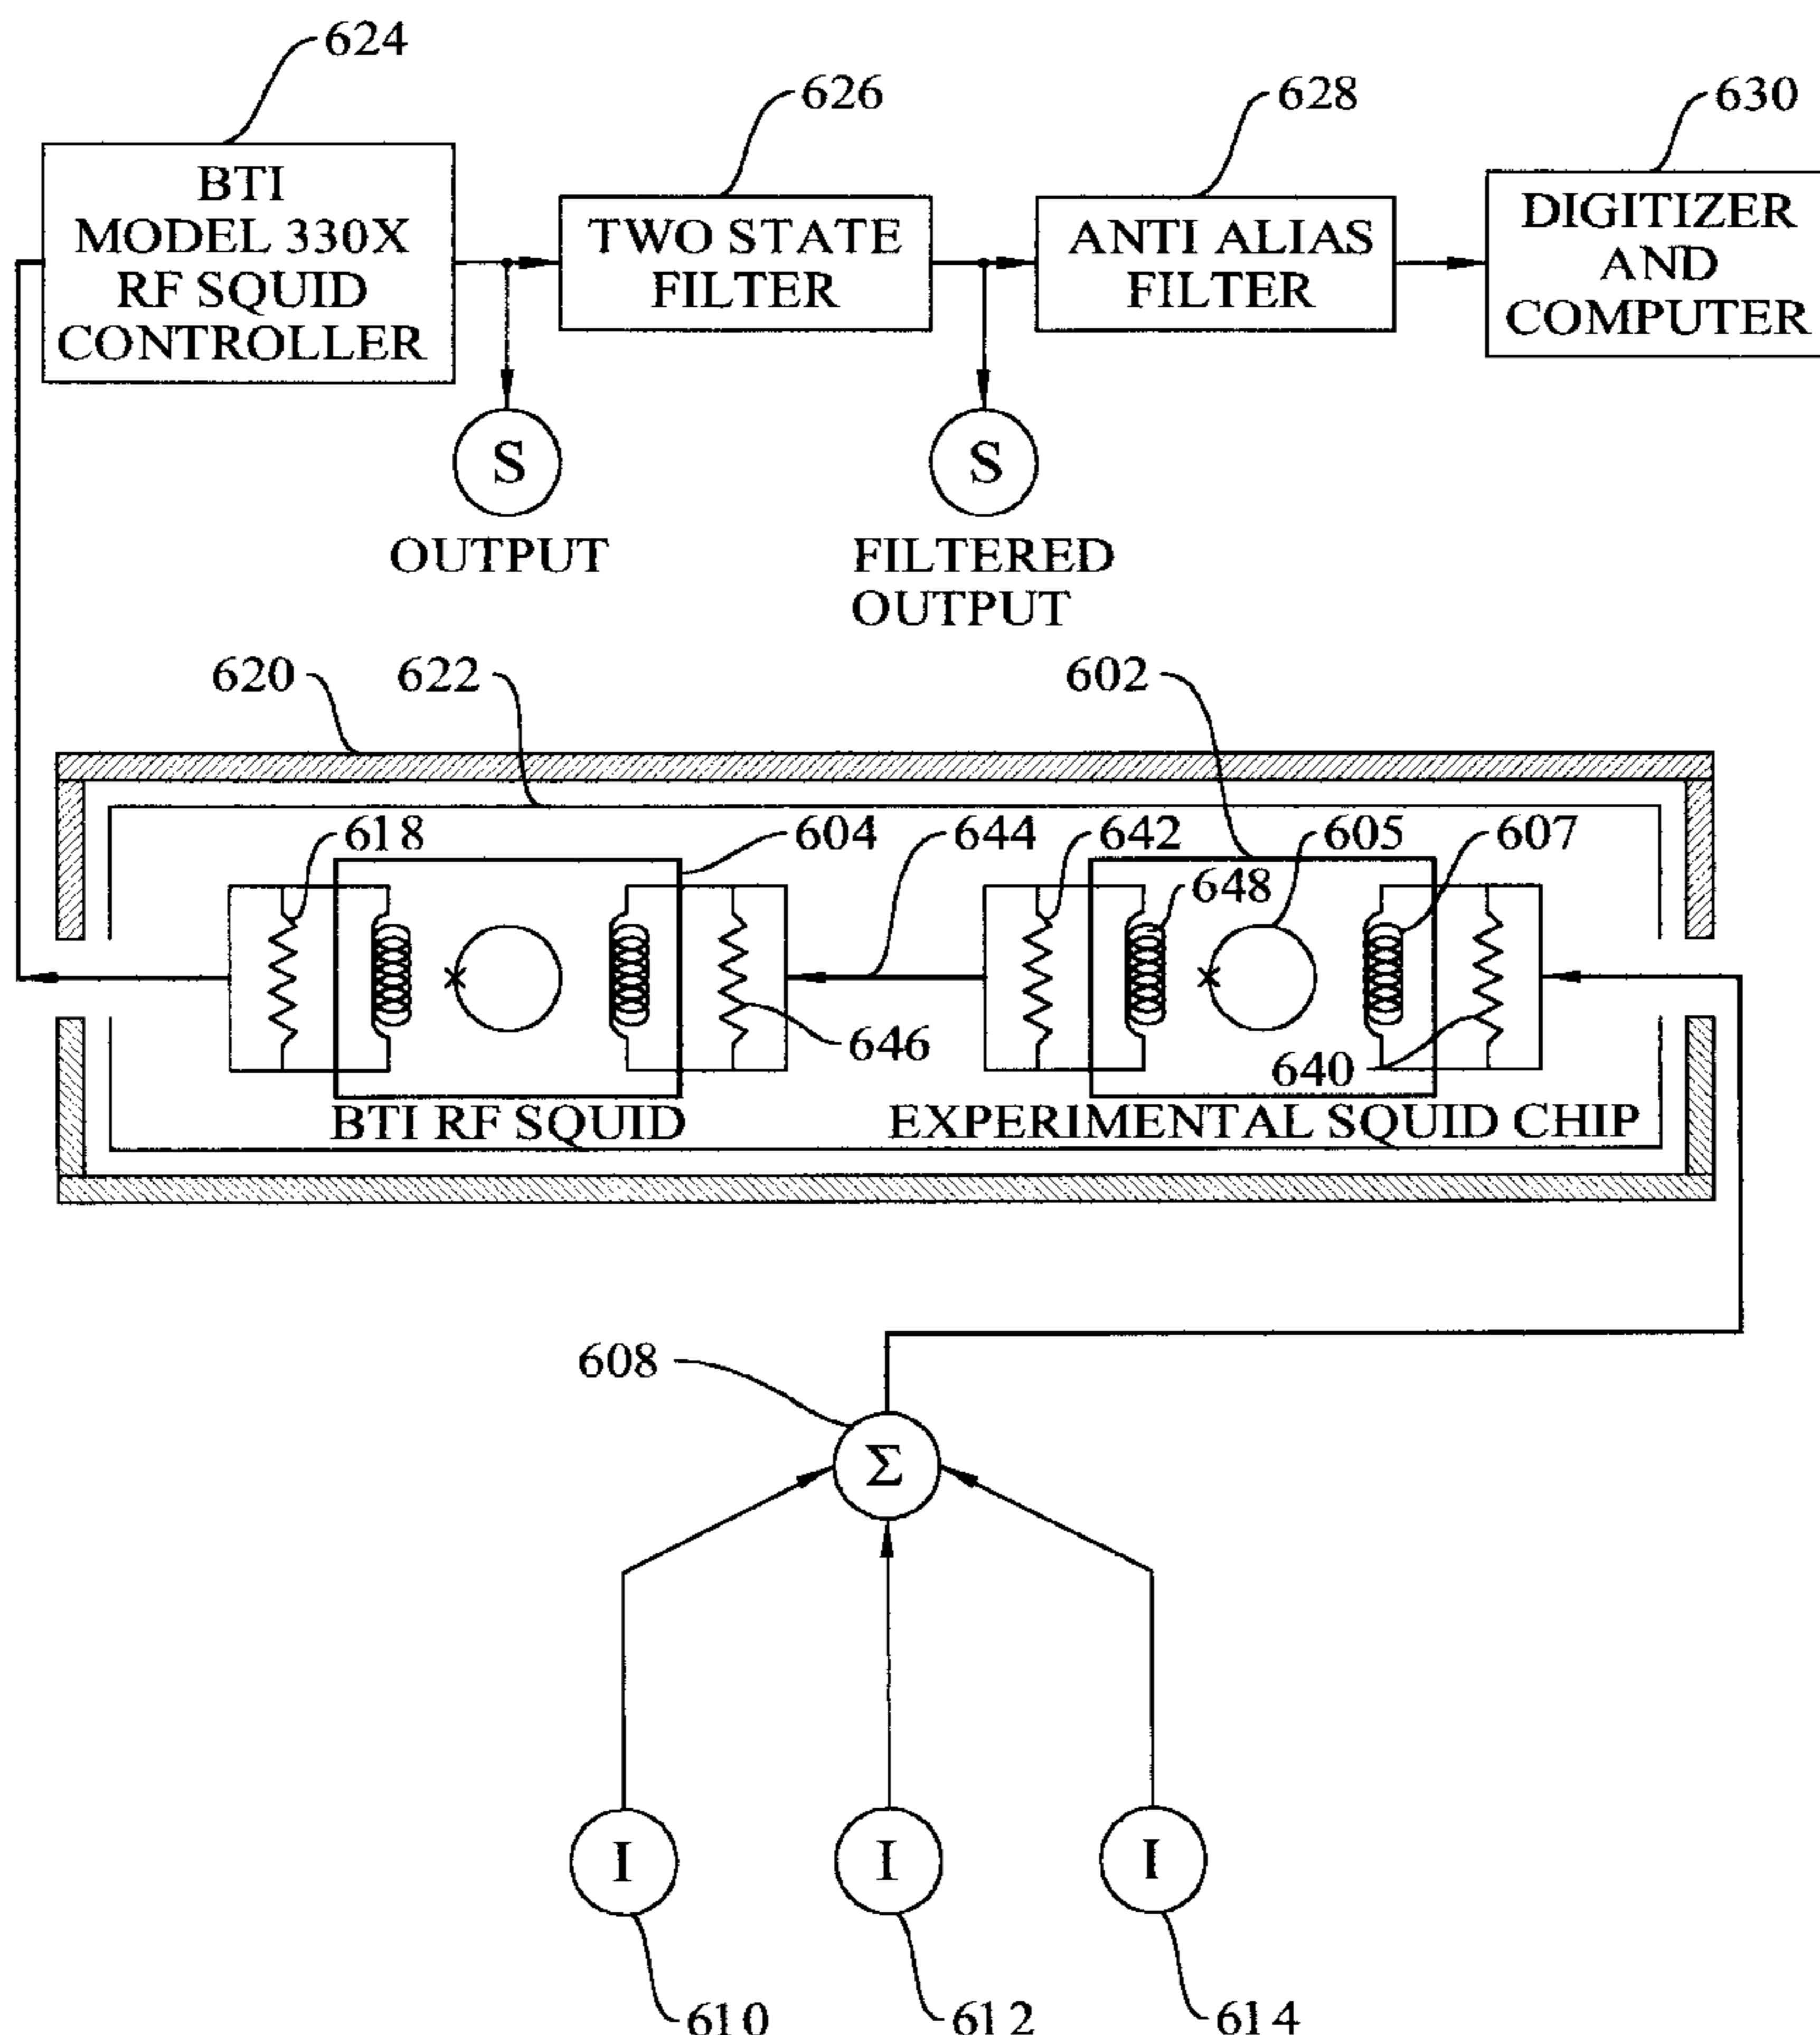 624
626
628
630
BTI
MODEL 330X
RF SQUID
CONTROLLER
TWO STATE
FILTER
ANTI ALIAS
FILTER
DIGITIZER
AND
COMPUTER
S
S
OUTPUT
FILTERED
OUTPUT
620
622
602
618
604
644
642
605
607
648
646
640
BTI RF SQUID
EXPERIMENTAL SQUID CHIP
608
Σ
I
I
I
610
612
614